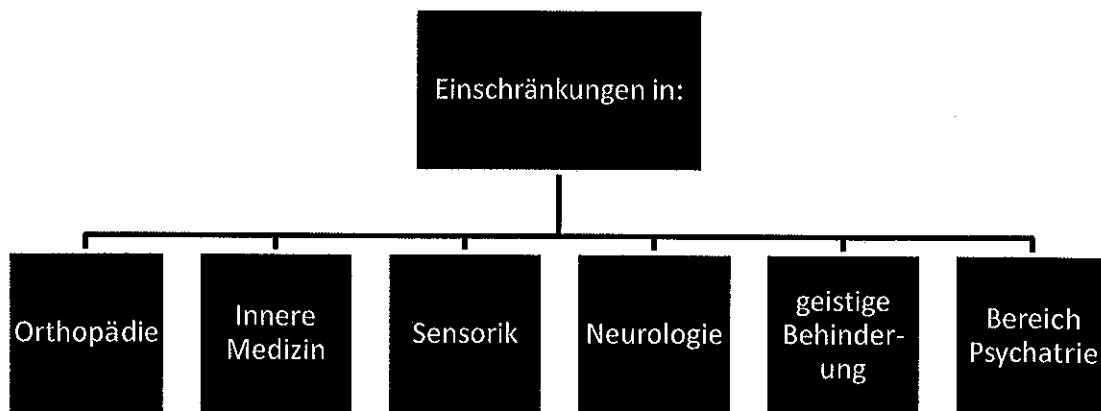 Einschränkungen in:
Orthopädie
Innere
Medizin
Sensorik
Neurologie
geistige
Behinder-
ung
Bereich
Psychatrie